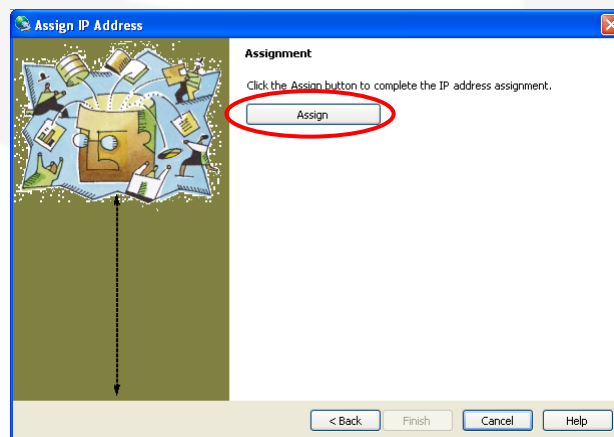 Assign IP Address
Assignment
Click the Assign button to complete the IP address assignment.
Assign
< Back
Finish
Cancel
Help